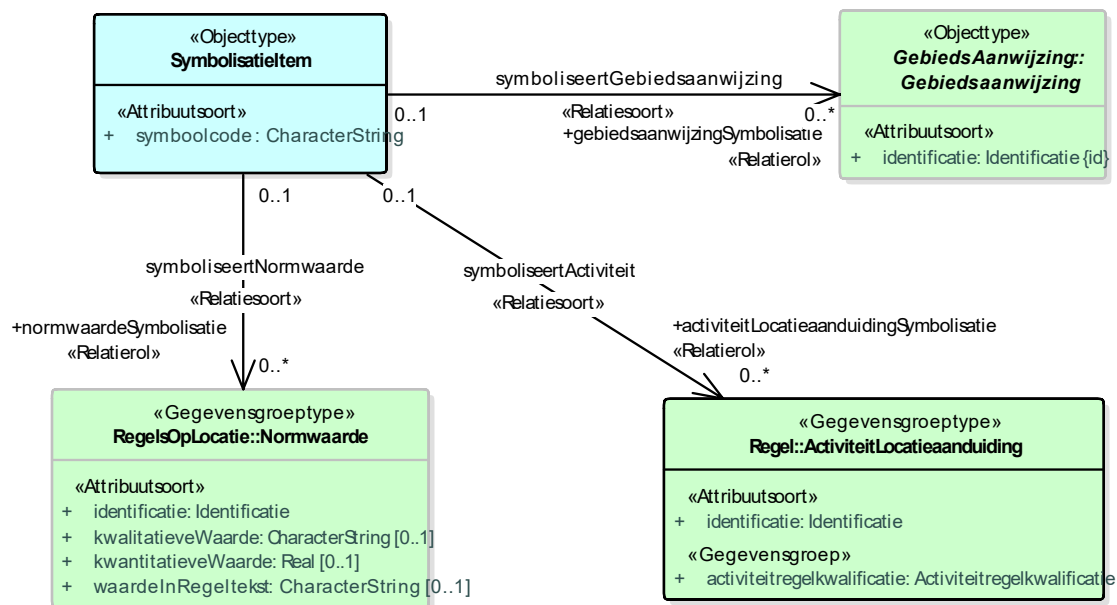 «Objecttype»
SymbolisatieItem
«Attribuutsoort»
+ symboolcode: CharacterString
symboliseertGebiedsaanwijzing
0..1
«Relatiesoort»
0..*
+gebiedsaanwijzingSymbolisatie
«Relatierol»
«Objecttype»
GebiedsAanwijzing::
Gebiedsaanwijzing
«Attribuutsoort»
+ identificatie: Identificatie {id}
0..1
symboliseertNormwaarde
«Relatiesoort»
+normwaardeSymbolisatie
«Relatierol»
0..*
0..1
symboliseertActiviteit
«Relatiesoort»
+activiteitLocatieaanduidingSymbolisatie
«Relatierol»
0..*
«Gegevensgroeptype»
RegelsOpLocatie::Normwaarde
«Attribuutsoort»
+ identificatie: Identificatie
+ kwalitatieveWaarde: CharacterString [0..1]
+ kwantitatieveWaarde: Real [0..1]
+ waardeInRegeltekst: CharacterString [0..1]
«Gegevensgroeptype»
Regel::ActiviteitLocatieaanduiding
«Attribuutsoort»
+ identificatie: Identificatie
«Gegevensgroep»
+ activiteitregelkwalificatie: Activiteitregelkwalificatie